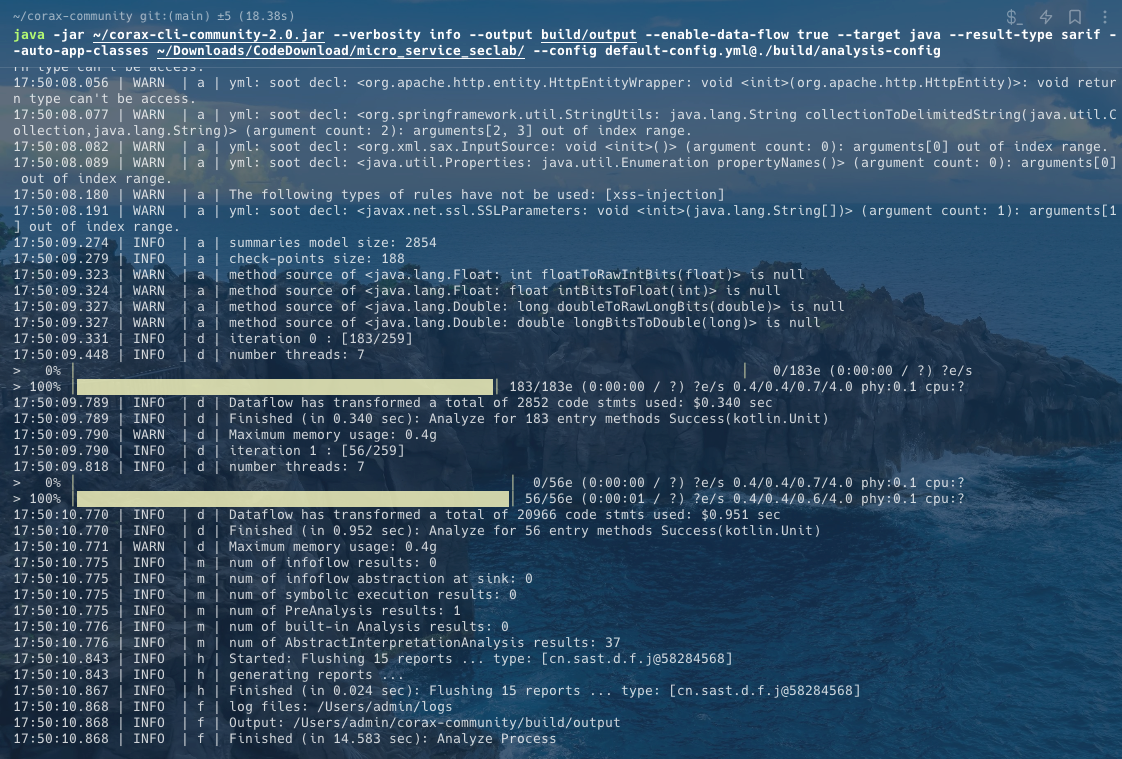 ~/corax-community git:(main) ±5 (18.38s)
java -jar ~/corax-cli-community-2.0.jar --verbosity info --output build/output --enable-data-flow true --target java --result-type sarif -
-auto-app-classes ~/Downloads/CodeDownload/micro_service_seclab/ --config default-config.yml@./build/analysis-config
rn type can't be access.
17:50:08.056 | WARN  | a | yml: soot decl: <org.apache.http.entity.HttpEntityWrapper: void <init>(org.apache.http.HttpEntity)>: void retur
n type can't be access.
17:50:08.077 | WARN  | a | yml: soot decl: <org.springframework.util.StringUtils: java.lang.String collectionToDelimitedString(java.util.C
ollection,java.lang.String)> (argument count: 2): arguments[2, 3] out of index range.
17:50:08.082 | WARN  | a | yml: soot decl: <org.xml.sax.InputSource: void <init>()> (argument count: 0): arguments[0] out of index range.
17:50:08.089 | WARN  | a | yml: soot decl: <java.util.Properties: java.util.Enumeration propertyNames()> (argument count: 0): arguments[0]
 out of index range.
17:50:08.180 | WARN  | a | The following types of rules have not be used: [xss-injection]
17:50:08.191 | WARN  | a | yml: soot decl: <javax.net.ssl.SSLParameters: void <init>(java.lang.String[])> (argument count: 1): arguments[1
] out of index range.
17:50:09.274 | INFO  | a | summaries model size: 2854
17:50:09.279 | INFO  | a | check-points size: 188
17:50:09.323 | WARN  | a | method source of <java.lang.Float: int floatToRawIntBits(float)> is null
17:50:09.324 | WARN  | a | method source of <java.lang.Float: float intBitsToFloat(int)> is null
17:50:09.327 | WARN  | a | method source of <java.lang.Double: long doubleToRawLongBits(double)> is null
17:50:09.327 | WARN  | a | method source of <java.lang.Double: double longBitsToDouble(long)> is null
17:50:09.331 | INFO  | d | iteration 0 : [183/259]
17:50:09.448 | INFO  | d | number threads: 7
>   0% | | 0/183e (0:00:00 / ?) ?e/s
> 100% | | 183/183e (0:00:00 / ?) ?e/s 0.4/0.4/0.7/4.0 phy:0.1 cpu:?
17:50:09.789 | INFO  | d | Dataflow has transformed a total of 2852 code stmts used: $0.340 sec
17:50:09.789 | INFO  | d | Finished (in 0.340 sec): Analyze for 183 entry methods Success(kotlin.Unit)
17:50:09.790 | WARN  | d | Maximum memory usage: 0.4g
17:50:09.790 | INFO  | d | iteration 1 : [56/259]
17:50:09.818 | INFO  | d | number threads: 7
>   0% | | 0/56e (0:00:00 / ?) ?e/s 0.4/0.4/0.7/4.0 phy:0.1 cpu:?
> 100% | | 56/56e (0:00:01 / ?) ?e/s 0.4/0.4/0.6/4.0 phy:0.1 cpu:?
17:50:10.770 | INFO  | d | Dataflow has transformed a total of 20966 code stmts used: $0.951 sec
17:50:10.770 | INFO  | d | Finished (in 0.952 sec): Analyze for 56 entry methods Success(kotlin.Unit)
17:50:10.771 | WARN  | d | Maximum memory usage: 0.4g
17:50:10.775 | INFO  | m | num of infoflow results: 0
17:50:10.775 | INFO  | m | num of infoflow abstraction at sink: 0
17:50:10.775 | INFO  | m | num of symbolic execution results: 0
17:50:10.775 | INFO  | m | num of PreAnalysis results: 1
17:50:10.776 | INFO  | m | num of built-in Analysis results: 0
17:50:10.776 | INFO  | m | num of AbstractInterpretationAnalysis results: 37
17:50:10.843 | INFO  | h | Started: Flushing 15 reports ... type: [cn.sast.d.f.j@58284568]
17:50:10.843 | INFO  | h | generating reports ...
17:50:10.867 | INFO  | h | Finished (in 0.024 sec): Flushing 15 reports ... type: [cn.sast.d.f.j@58284568]
17:50:10.868 | INFO  | f | log files: /Users/admin/logs
17:50:10.868 | INFO  | f | Output: /Users/admin/corax-community/build/output
17:50:10.868 | INFO  | f | Finished (in 14.583 sec): Analyze Process